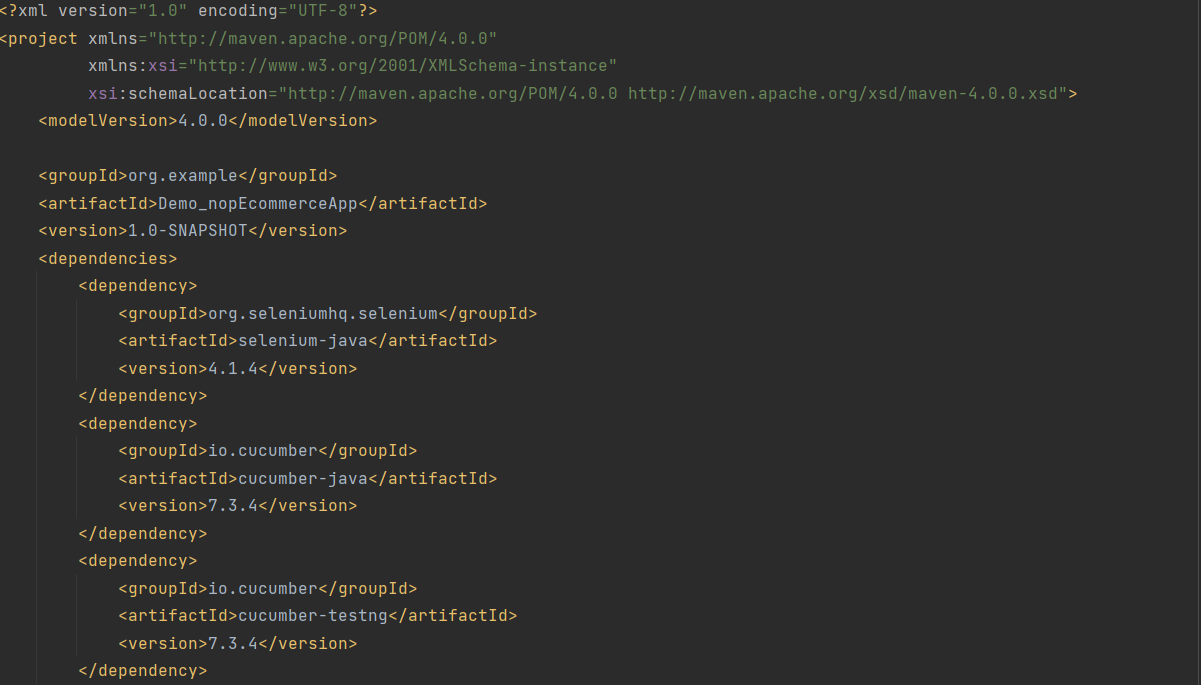 <?xml version="1.0" encoding="UTF-8"?>
<project xmlns="http://maven.apache.org/POM/4.0.0"
         xmlns:xsi="http://www.w3.org/2001/XMLSchema-instance"
         xsi:schemaLocation="http://maven.apache.org/POM/4.0.0 http://maven.apache.org/xsd/maven-4.0.0.xsd">
    <modelVersion>4.0.0</modelVersion>

    <groupId>org.example</groupId>
    <artifactId>Demo_nopEcommerceApp</artifactId>
    <version>1.0-SNAPSHOT</version>
    <dependencies>
        <dependency>
            <groupId>org.seleniumhq.selenium</groupId>
            <artifactId>selenium-java</artifactId>
            <version>4.1.4</version>
        </dependency>
        <dependency>
            <groupId>io.cucumber</groupId>
            <artifactId>cucumber-java</artifactId>
            <version>7.3.4</version>
        </dependency>
        <dependency>
            <groupId>io.cucumber</groupId>
            <artifactId>cucumber-testng</artifactId>
            <version>7.3.4</version>
        </dependency>